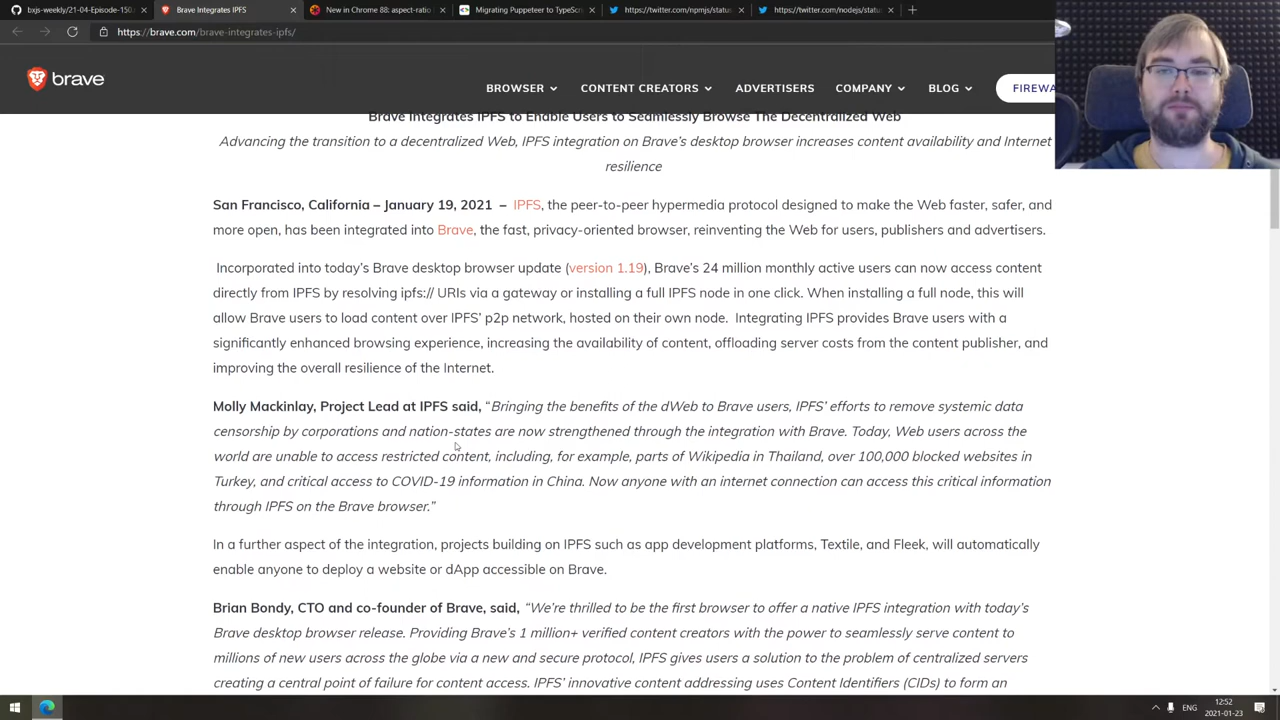 bxjs-weekly/21-04-Episode-150.
Brave Integrates IPFS
New in Chrome 88: aspect-ratio
Migrating Puppeteer to TypeScr
https://twitter.com/npmjs/statu
https://twitter.com/nodejs/statu
https://brave.com/brave-integrates-ipfs/
brave
BROWSER
CONTENT CREATORS
ADVERTISERS
COMPANY
BLOG
FIREWA
Brave Integrates IPFS to Enable Users to Seamlessly Browse The Decentralized Web
Advancing the transition to a decentralized Web, IPFS integration on Brave's desktop browser increases content availability and Internet
resilience
San Francisco, California – January 19, 2021 – IPFS, the peer-to-peer hypermedia protocol designed to make the Web faster, safer, and
more open, has been integrated into Brave, the fast, privacy-oriented browser, reinventing the Web for users, publishers and advertisers.
Incorporated into today's Brave desktop browser update (version 1.19), Brave's 24 million monthly active users can now access content
directly from IPFS by resolving ipfs:// URIs via a gateway or installing a full IPFS node in one click. When installing a full node, this will
allow Brave users to load content over IPFS' p2p network, hosted on their own node. Integrating IPFS provides Brave users with a
significantly enhanced browsing experience, increasing the availability of content, offloading server costs from the content publisher, and
improving the overall resilience of the Internet.
Molly Mackinlay, Project Lead at IPFS said, "Bringing the benefits of the dWeb to Brave users, IPFS' efforts to remove systemic data
censorship by corporations and nation-states are now strengthened through the integration with Brave. Today, Web users across the
world are unable to access restricted content, including, for example, parts of Wikipedia in Thailand, over 100,000 blocked websites in
Turkey, and critical access to COVID-19 information in China. Now anyone with an internet connection can access this critical information
through IPFS on the Brave browser."
In a further aspect of the integration, projects building on IPFS such as app development platforms, Textile, and Fleek, will automatically
enable anyone to deploy a website or dApp accessible on Brave.
Brian Bondy, CTO and co-founder of Brave, said, "We're thrilled to be the first browser to offer a native IPFS integration with today's
Brave desktop browser release. Providing Brave's 1 million+ verified content creators with the power to seamlessly serve content to
millions of new users across the globe via a new and secure protocol, IPFS gives users a solution to the problem of centralized servers
creating a central point of failure for content access. IPFS' innovative content addressing uses Content Identifiers (CIDs) to form an
ENG
12:52
2021-01-23